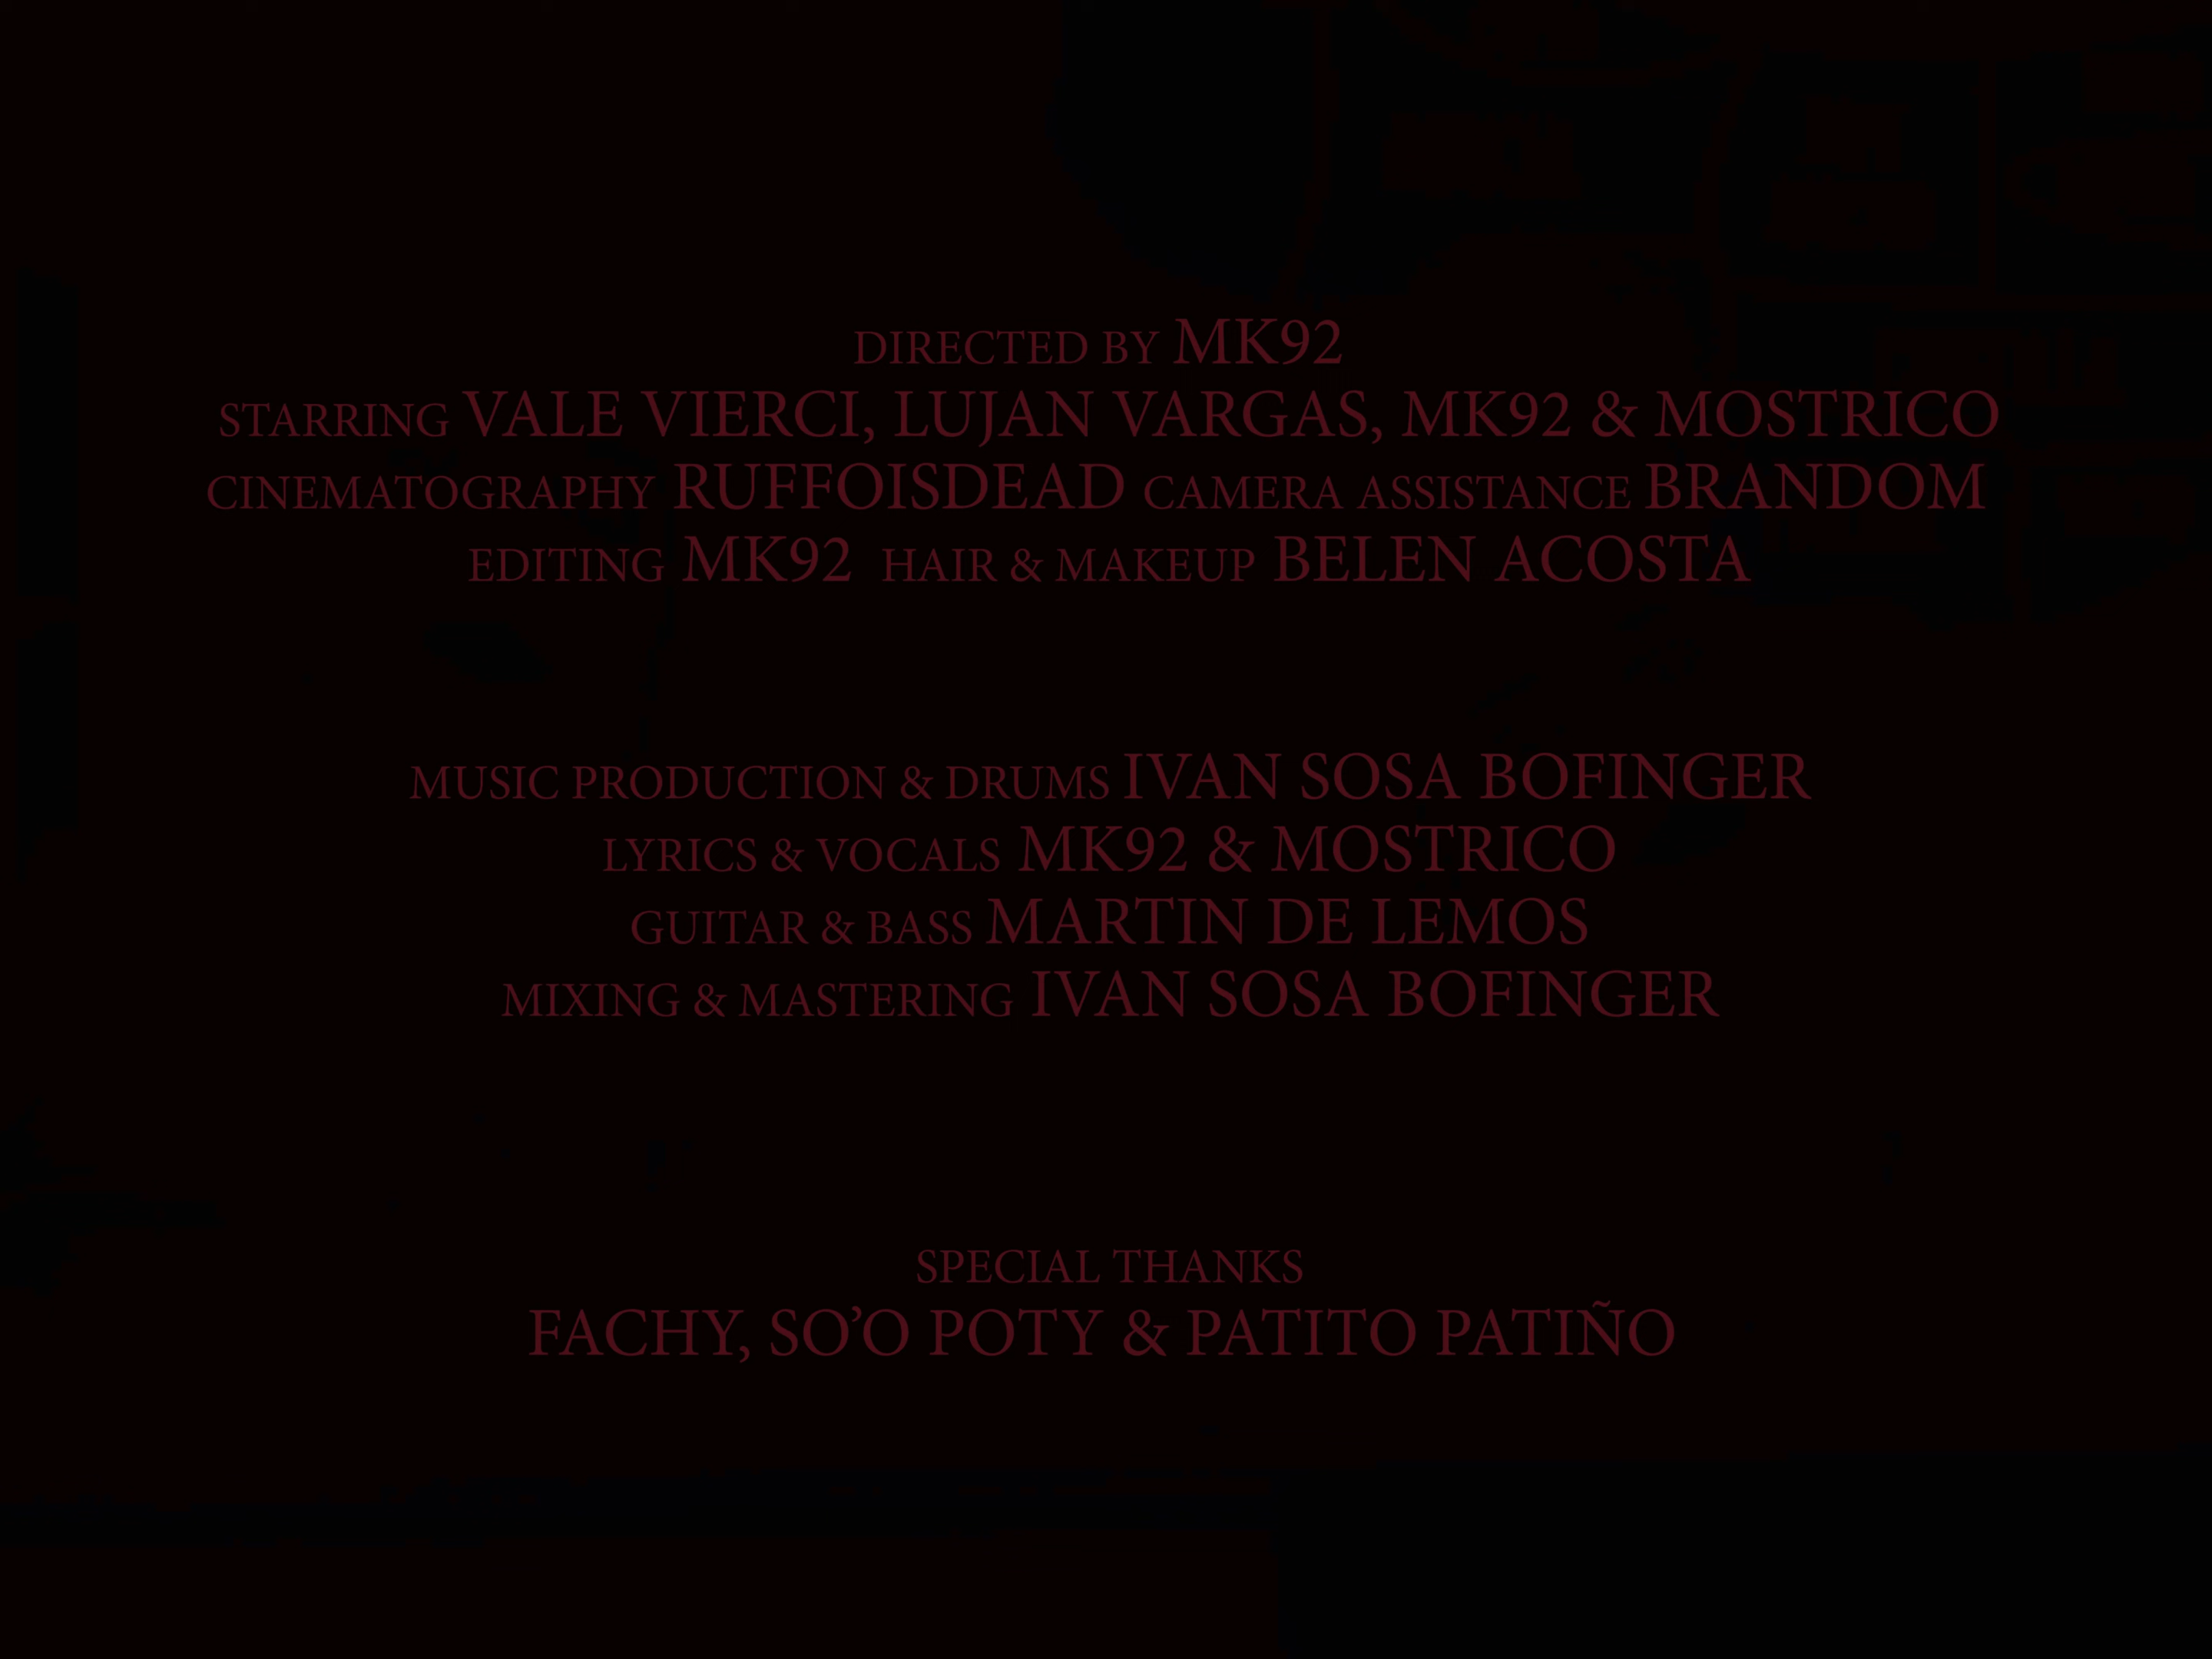 DIRECTED BY MK92
STARRING VALE VIERCI, LUJAN VARGAS, MK92 & MOSTRICO
CINEMATOGRAPHY RUFFOISDEAD CAMERA ASSISTANCE BRANDOM
EDITING MK92 HAIR & MAKEUP BELEN ACOSTA
MUSIC PRODUCTION & DRUMS IVAN SOSA BOFINGER
LYRICS & VOCALS MK92 & MOSTRICO
GUITAR & BASS MARTIN DE LEMOS
MIXING & MASTERING IVAN SOSA BOFINGER
SPECIAL THANKS
FACHY, SO’O POTY & PATITO PATIÑO